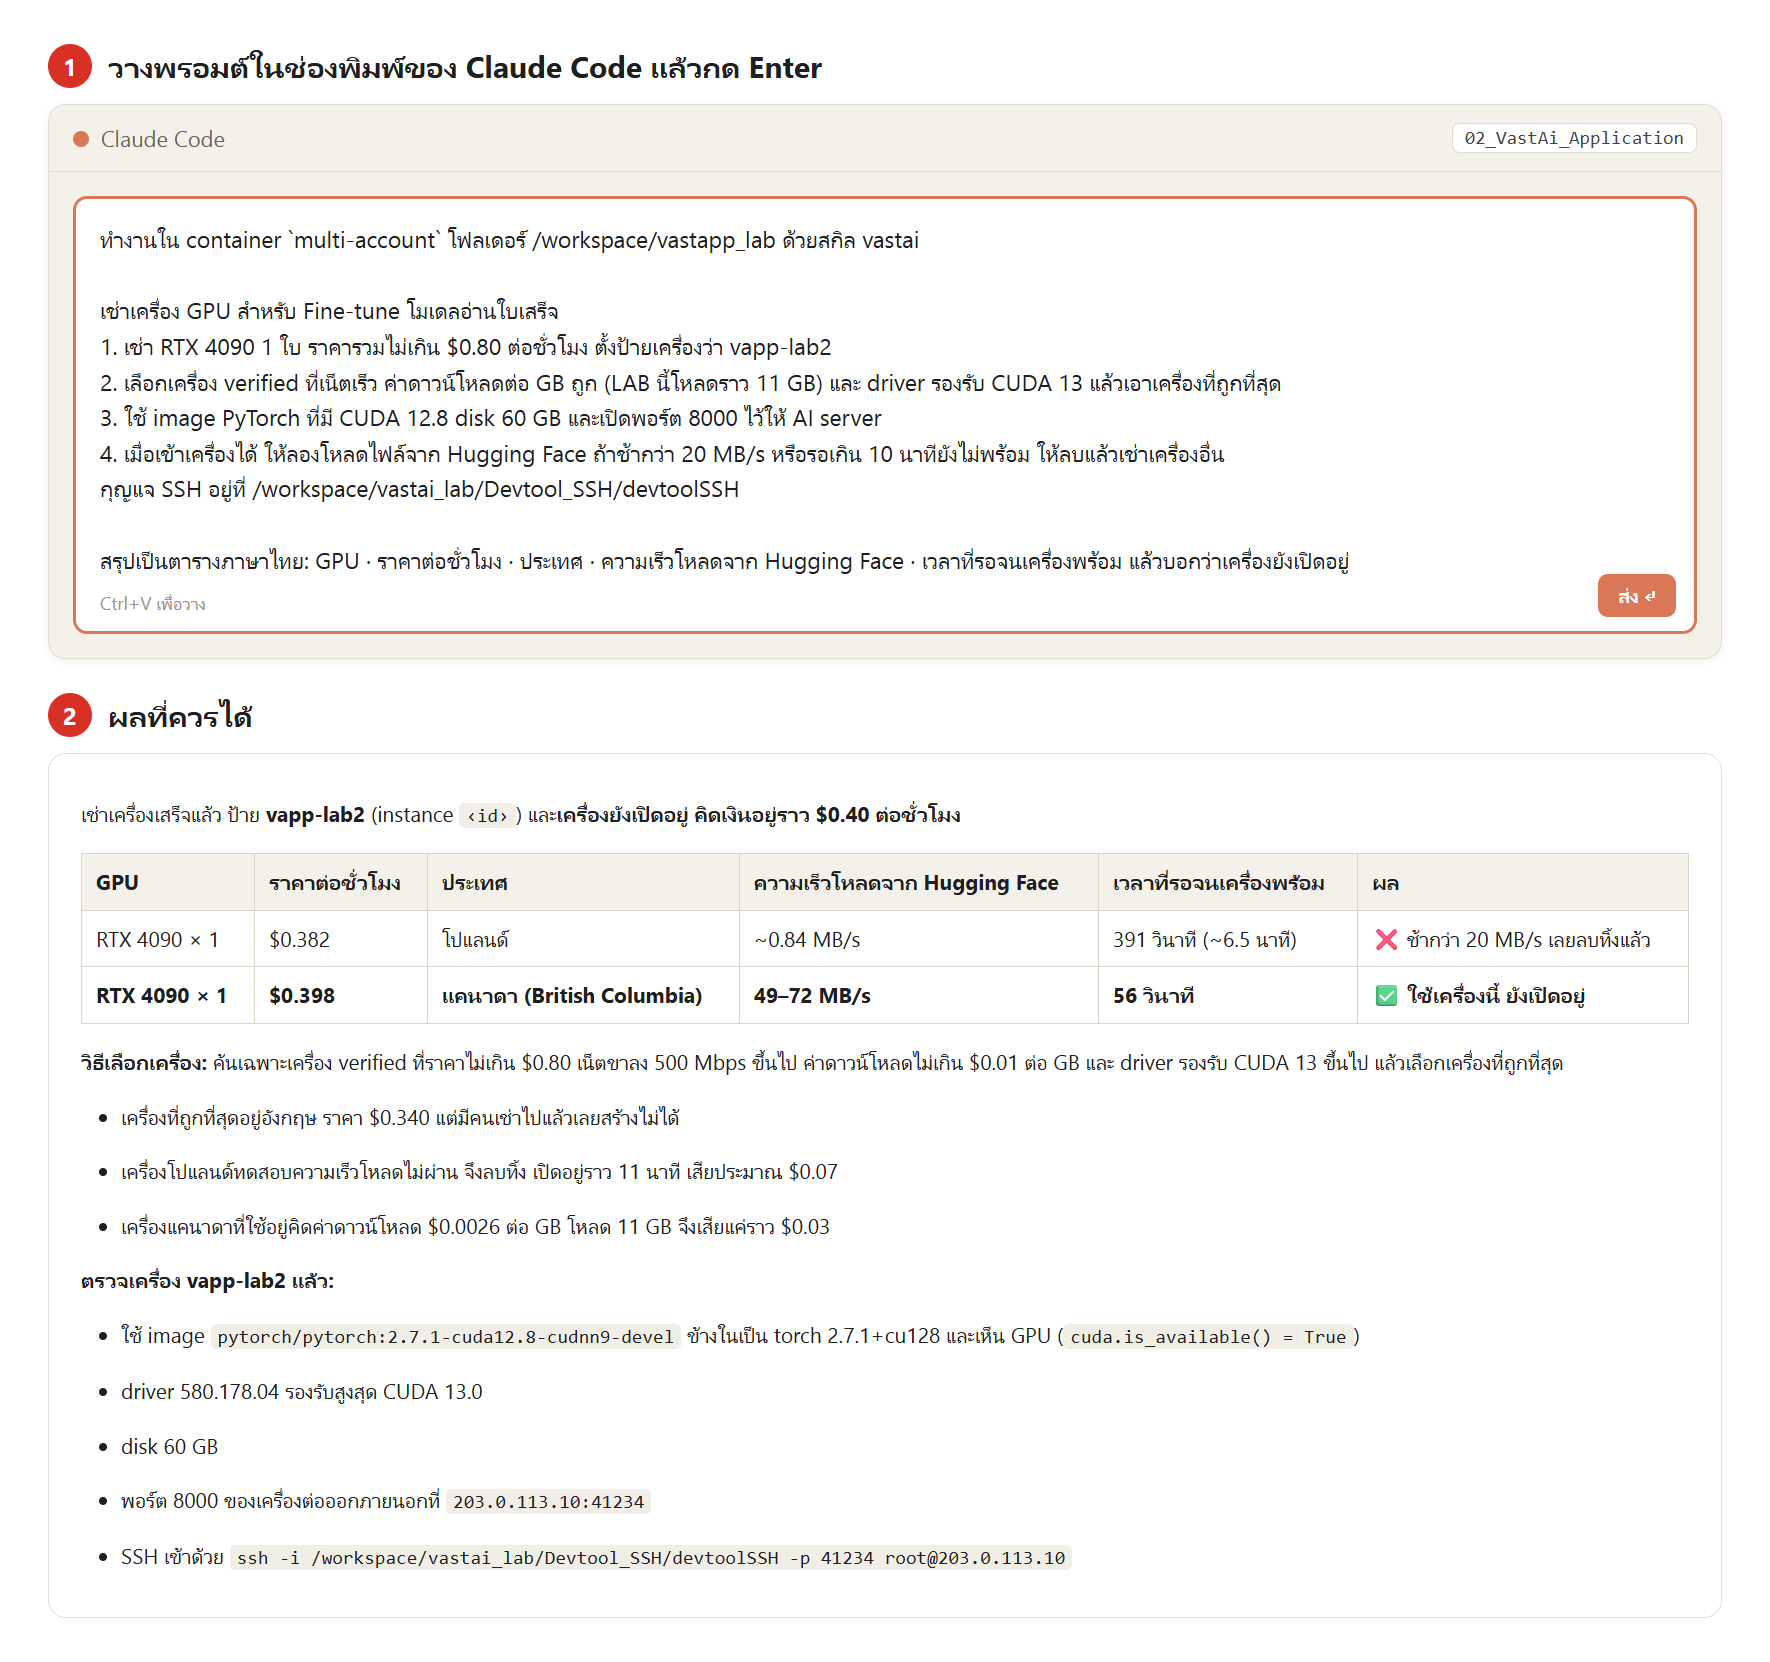 1 วางพรอมต์ในช่องพิมพ์ของ Claude Code แล้วกด Enter
Claude Code
02_VastAi_Application
ทำงานใน container `multi-account` โฟลเดอร์ /workspace/vastapp_lab ด้วยสกิล vastai
เช่าเครื่อง GPU สำหรับ Fine-tune โมเดลอ่านใบเสร็จ
1. เช่า RTX 4090 1 ใบ ราคารวมไม่เกิน $0.80 ต่อชั่วโมง ตั้งป้ายเครื่องว่า vapp-lab2
2. เลือกเครื่อง verified ที่เน็ตเร็ว ค่าดาวน์โหลดต่อ GB ถูก (LAB นี้โหลดราว 11 GB) และ driver รองรับ CUDA 13 แล้วเอาเครื่องที่ถูกที่สุด
3. ใช้ image PyTorch ที่มี CUDA 12.8 disk 60 GB และเปิดพอร์ต 8000 ไว้ให้ AI server
4. เมื่อเข้าเครื่องได้ ให้ลองโหลดไฟล์จาก Hugging Face ถ้าช้ากว่า 20 MB/s หรือรอเกิน 10 นาทียังไม่พร้อม ให้ลบแล้วเช่าเครื่องอื่น
กุญแจ SSH อยู่ที่ /workspace/vastai_lab/Devtool_SSH/devtoolSSH
สรุปเป็นตารางภาษาไทย: GPU · ราคาต่อชั่วโมง · ประเทศ · ความเร็วโหลดจาก Hugging Face · เวลาที่รอจนเครื่องพร้อม แล้วบอกว่าเครื่องยังเปิดอยู่
Ctrl+V เพื่อวาง
ส่ง ⏎
2 ผลที่ควรได้
เช่าเครื่องเสร็จแล้ว ป้าย vapp-lab2 (instance ‹id›) และเครื่องยังเปิดอยู่ คิดเงินอยู่ราว $0.40 ต่อชั่วโมง
GPU ราคาต่อชั่วโมง ประเทศ ความเร็วโหลดจาก Hugging Face เวลาที่รอจนเครื่องพร้อม ผล
RTX 4090 × 1 $0.382 โปแลนด์ ~0.84 MB/s 391 วินาที (~6.5 นาที) ❌ ช้ากว่า 20 MB/s เลยลบทิ้งแล้ว
RTX 4090 × 1 $0.398 แคนาดา (British Columbia) 49–72 MB/s 56 วินาที ✅ ใช้เครื่องนี้ ยังเปิดอยู่
วิธีเลือกเครื่อง: ค้นเฉพาะเครื่อง verified ที่ราคาไม่เกิน $0.80 เน็ตขาลง 500 Mbps ขึ้นไป ค่าดาวน์โหลดไม่เกิน $0.01 ต่อ GB และ driver รองรับ CUDA 13 ขึ้นไป แล้วเลือกเครื่องที่ถูกที่สุด
• เครื่องที่ถูกที่สุดอยู่อังกฤษ ราคา $0.340 แต่มีคนเช่าไปแล้วเลยสร้างไม่ได้
• เครื่องโปแลนด์ทดสอบความเร็วโหลดไม่ผ่าน จึงลบทิ้ง เปิดอยู่ราว 11 นาที เสียประมาณ $0.07
• เครื่องแคนาดาที่ใช้อยู่คิดค่าดาวน์โหลด $0.0026 ต่อ GB โหลด 11 GB จึงเสียแค่ราว $0.03
ตรวจเครื่อง vapp-lab2 แล้ว:
• ใช้ image pytorch/pytorch:2.7.1-cuda12.8-cudnn9-devel ข้างในเป็น torch 2.7.1+cu128 และเห็น GPU (cuda.is_available() = True)
• driver 580.178.04 รองรับสูงสุด CUDA 13.0
• disk 60 GB
• พอร์ต 8000 ของเครื่องต่อออกภายนอกที่ 203.0.113.10:41234
• SSH เข้าด้วย ssh -i /workspace/vastai_lab/Devtool_SSH/devtoolSSH -p 41234 root@203.0.113.10